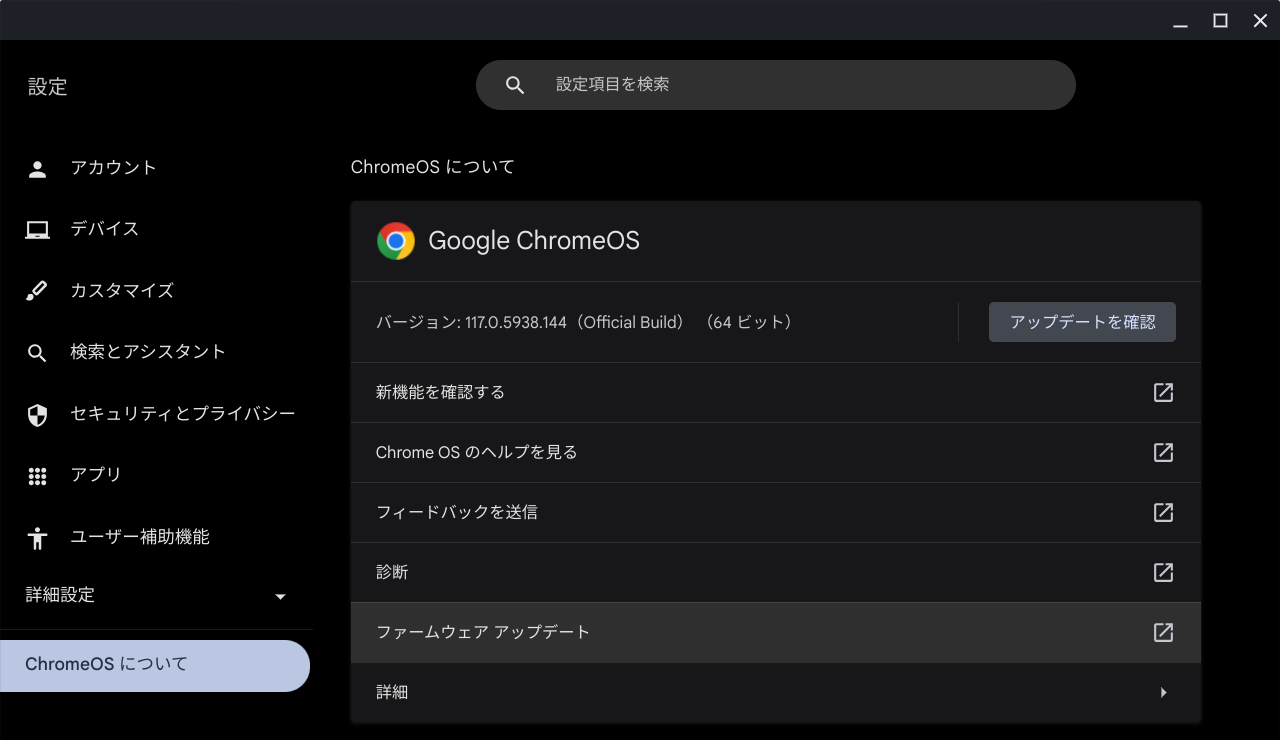 設定
設定項目を検索
アカウント
デバイス
カスタマイズ
検索とアシスタント
セキュリティとプライバシー
アプリ
ユーザー補助機能
詳細設定
ChromeOS について
ChromeOS について
Google ChromeOS
バージョン: 117.0.5938.144（Official Build） （64 ビット）
アップデートを確認
新機能を確認する
Chrome OS のヘルプを見る
フィードバックを送信
診断
ファームウェア アップデート
詳細